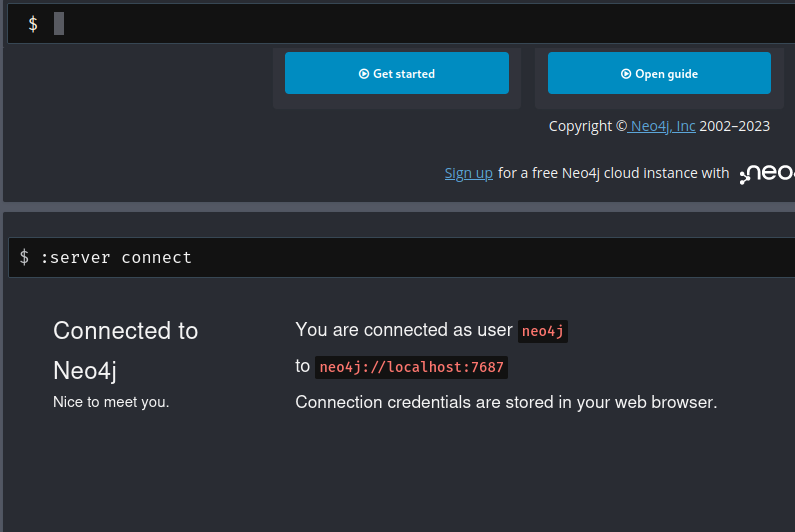 $
Get started
Open guide
Copyright © Neo4j, Inc 2002–2023
Sign up for a free Neo4j cloud instance with
$ :server connect
Connected to
Neo4j
Nice to meet you.
You are connected as user neo4j
to neo4j://localhost:7687
Connection credentials are stored in your web browser.